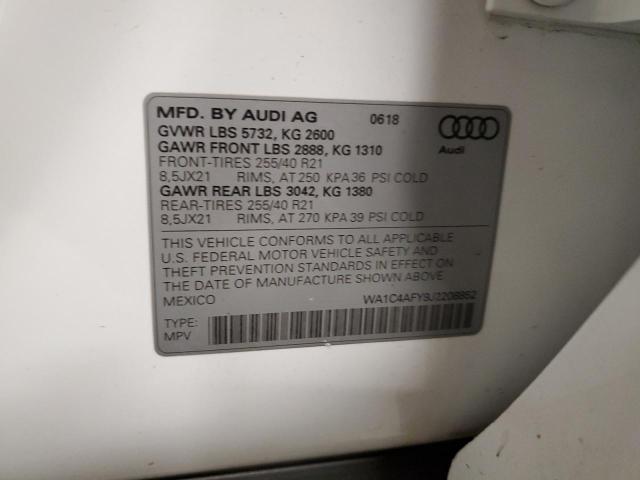 MFD. BY AUDI AG 0618
GVWR LBS 5732, KG 2600
GAWR FRONT LBS 2888, KG 1310
FRONT-TIRES 255/40 R21
8,5JX21 RIMS, AT 250 KPA 36 PSI COLD
GAWR REAR LBS 3042, KG 1380
REAR-TIRES 255/40 R21
8,5JX21 RIMS, AT 270 KPA 39 PSI COLD
Audi
THIS VEHICLE CONFORMS TO ALL APPLICABLE
U.S. FEDERAL MOTOR VEHICLE SAFETY AND
THEFT PREVENTION STANDARDS IN EFFECT ON
THE DATE OF MANUFACTURE SHOWN ABOVE
MEXICO WA1C4AFY9J2208852
TYPE:
MPV